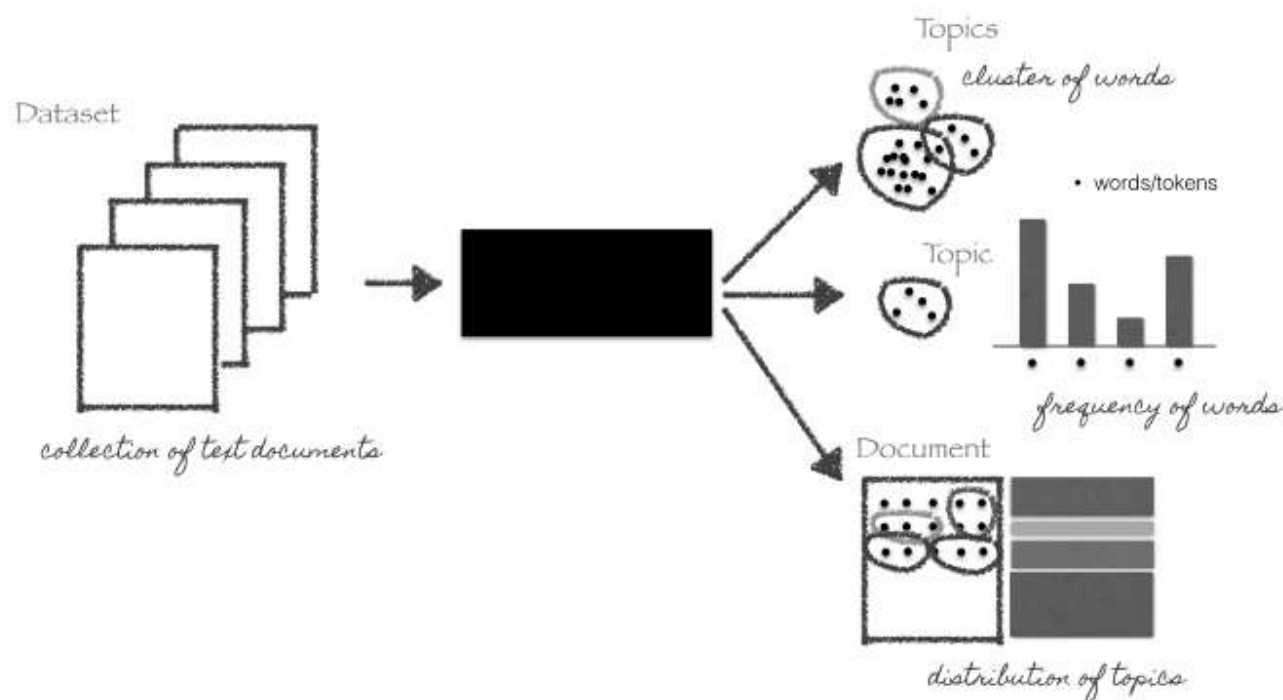 Dataset
collection of text documents
Topics
cluster of words
• words/tokens
Topic
frequency of words
Document
distribution of topics